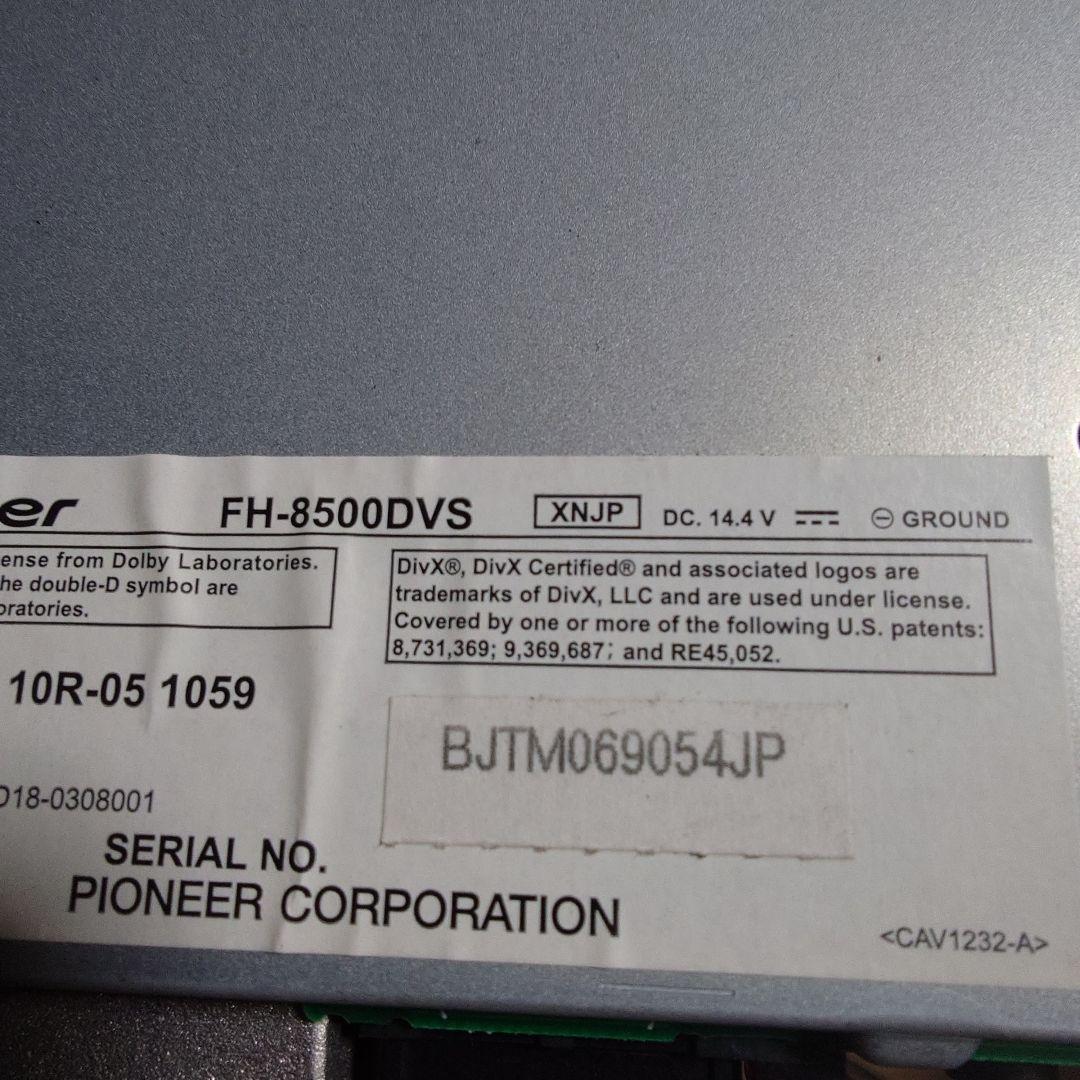 er FH-8500DVS XNJP DC. 14.4 V ⎓ ⊖ GROUND
ense from Dolby Laboratories.
he double-D symbol are
oratories.
DivX®, DivX Certified® and associated logos are
trademarks of DivX, LLC and are used under license.
Covered by one or more of the following U.S. patents:
8,731,369; 9,369,687; and RE45,052.
10R-05 1059
BJTM069054JP
D18-0308001
SERIAL NO.
PIONEER CORPORATION
<CAV1232-A>